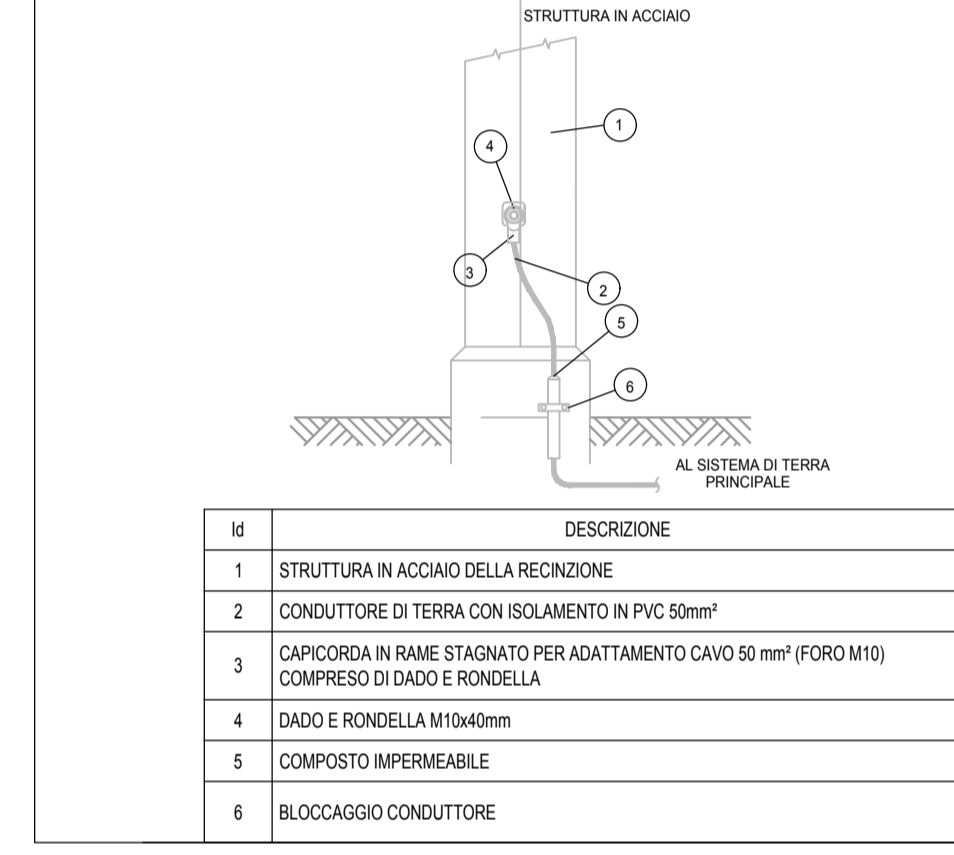 STRUTTURA IN ACCIAIO
1
4
3
2
5
6
AL SISTEMA DI TERRA
PRINCIPALE
Id DESCRIZIONE
1 STRUTTURA IN ACCIAIO DELLA RECINZIONE
2 CONDUTTORE DI TERRA CON ISOLAMENTO IN PVC 50mm²
3 CAPICORDA IN RAME STAGNATO PER ADATTAMENTO CAVO 50 mm² (FORO M10)
COMPRESO DI DADO E RONDELLA
4 DADO E RONDELLA M10x40mm
5 COMPOSTO IMPERMEABILE
6 BLOCCAGGIO CONDUTTORE